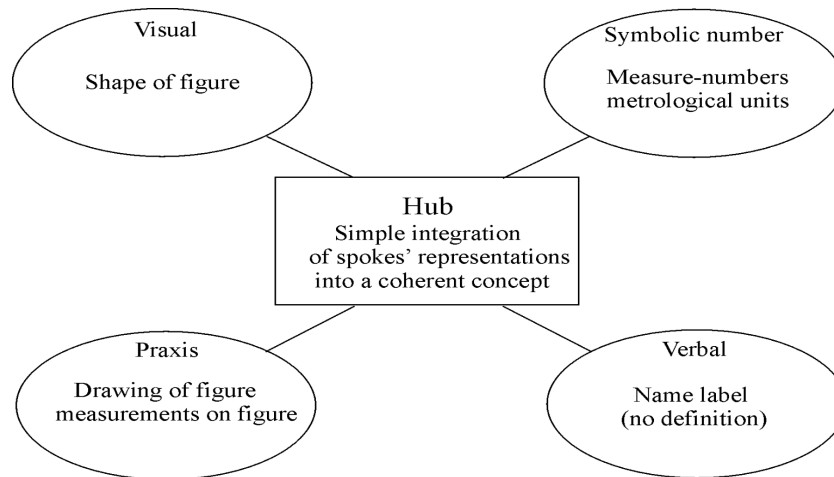 Visual
Shape of figure
Symbolic number
Measure-numbers
metrological units
Hub
Simple integration
of spokes’ representations
into a coherent concept
Praxis
Drawing of figure
measurements on figure
Verbal
Name label
(no definition)